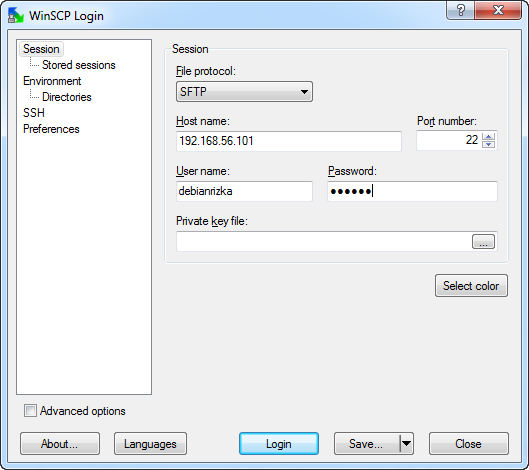 WinSCP Login
Session
Stored sessions
Environment
Directories
SSH
Preferences
Session
File protocol:
SFTP
Host name:
Port number:
192.168.56.101
22
User name:
Password:
debianrizka
●●●●●●
Private key file:
...
Select color
Advanced options
About...
Languages
Login
Save...
Close